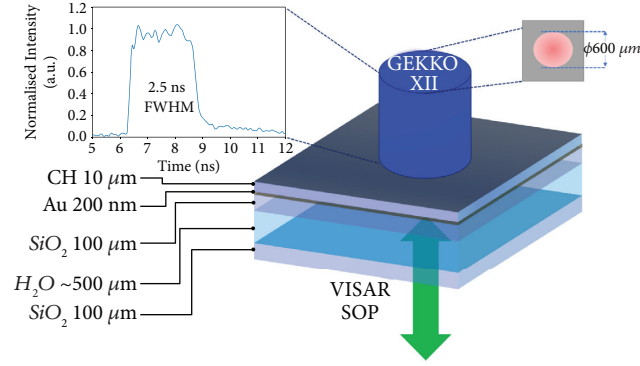 Normalised Intensity
(a.u.)
1.2
1.0
0.8
0.6
0.4
0.2
0.0
2.5 ns
FWHM
5 6 7 8 9 10 11 12
Time (ns)
GEKKO
XII
ϕ600 μm
CH 10 μm
Au 200 nm
SiO₂ 100 μm
H₂O ~500 μm
SiO₂ 100 μm
VISAR
SOP